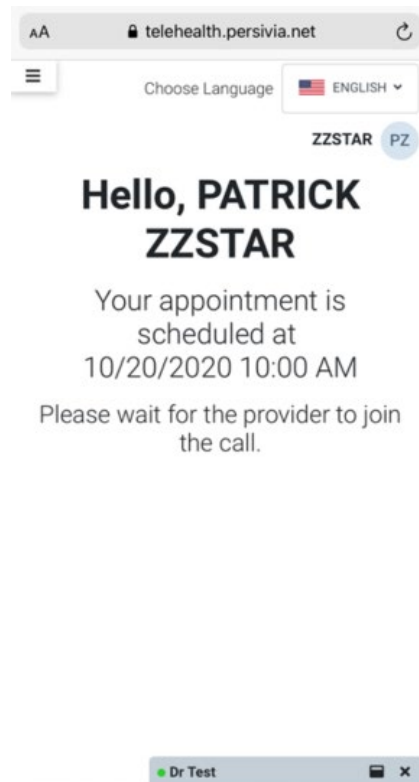 AA telehealth.persivia.net
Choose Language ENGLISH
ZZSTAR PZ
Hello, PATRICK
ZZSTAR
Your appointment is
scheduled at
10/20/2020 10:00 AM
Please wait for the provider to join
the call.
Dr Test